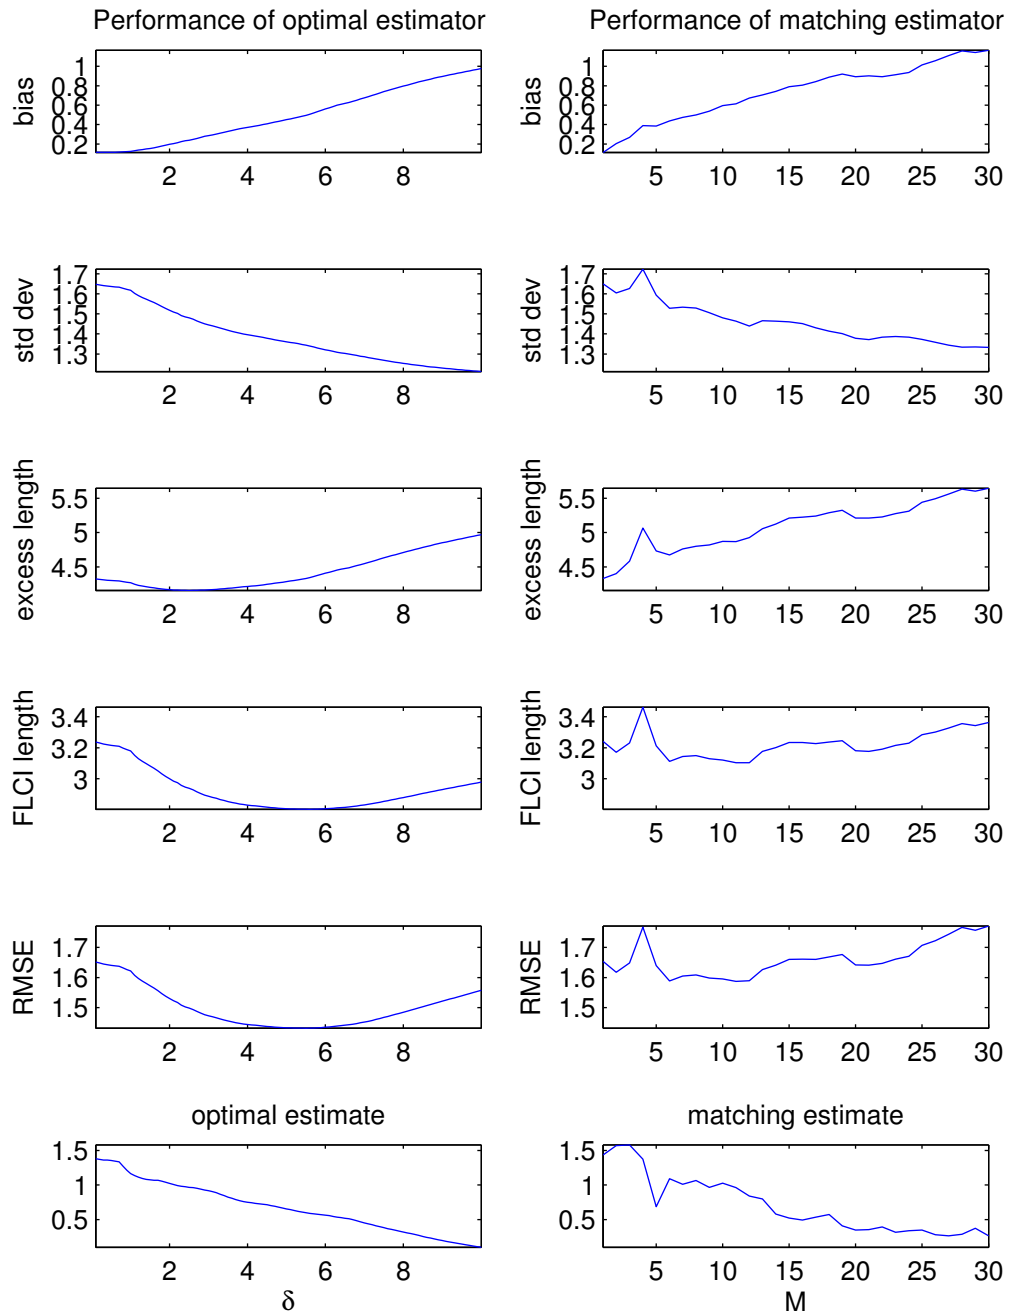 Performance of optimal estimator
bias
1
0.8
0.6
0.4
0.2
2 4 6 8
std dev
1.7
1.6
1.5
1.4
1.3
2 4 6 8
excess length
5.5
5
4.5
2 4 6 8
FLCI length
3.4
3.2
3
2 4 6 8
RMSE
1.7
1.6
1.5
2 4 6 8
optimal estimate
1.5
1
0.5
2 4 6 8
δ
Performance of matching estimator
bias
1
0.8
0.6
0.4
0.2
5 10 15 20 25 30
std dev
1.7
1.6
1.5
1.4
1.3
5 10 15 20 25 30
excess length
5.5
5
4.5
5 10 15 20 25 30
FLCI length
3.4
3.2
3
5 10 15 20 25 30
RMSE
1.7
1.6
1.5
5 10 15 20 25 30
matching estimate
1.5
1
0.5
5 10 15 20 25 30
M